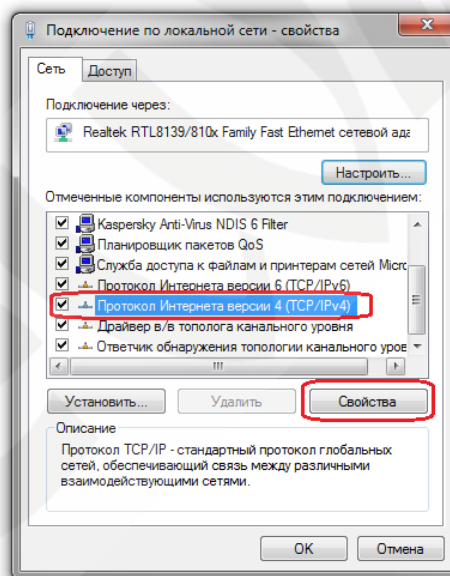 Подключение по локальной сети - свойства
Сеть Доступ
Подключение через:
Realtek RTL8139/810x Family Fast Ethernet сетевой ада
Настроить...
Отмеченные компоненты используются этим подключением:
Kaspersky Anti-Virus NDIS 6 Filter
Планировщик пакетов QoS
Служба доступа к файлам и принтерам сетей Micro
Протокол Интернета версии 6 (TCP/IPv6)
Протокол Интернета версии 4 (TCP/IPv4)
Драйвер в/в тополога канального уровня
Ответчик обнаружения топологии канального уров
Установить... Удалить Свойства
Описание
Протокол TCP/IP - стандартный протокол глобальных
сетей, обеспечивающий связь между различными
взаимодействующими сетями.
OK Отмена